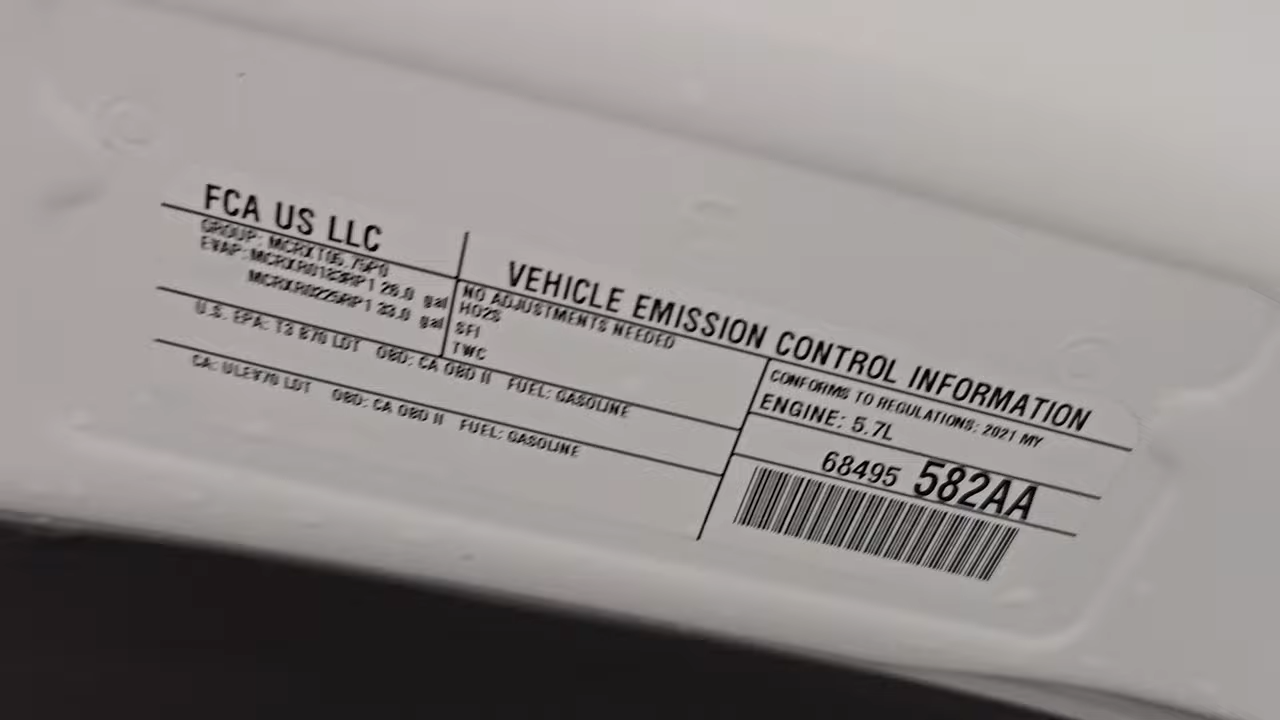 FCA US LLC
GROUP: MCRXT05.75P0
EVAP: MCRXR0183RP1 26.0 gal
MCRXR0225RP1 33.0 gal
VEHICLE EMISSION CONTROL INFORMATION
NO ADJUSTMENTS NEEDED
HO2S
SFI
TWC
U.S. EPA: T3 B70 LDT OBD: CA OBD II FUEL: GASOLINE
CA: ULEV70 LDT OBD: CA OBD II FUEL: GASOLINE
CONFORMS TO REGULATIONS: 2021 MY
ENGINE: 5.7L
68495 582AA